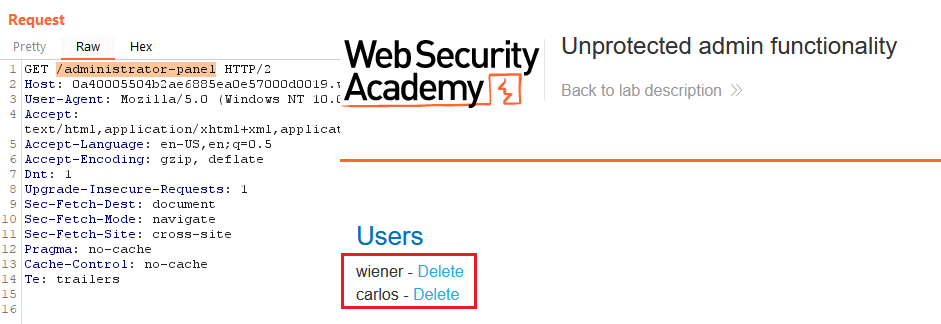 Request
Pretty Raw Hex
1 GET /administrator-panel HTTP/2
2 Host: 0a40005504b2ae6885ea0e57000d0019.
3 User-Agent: Mozilla/5.0 (Windows NT 10.0
4 Accept:
text/html,application/xhtml+xml,applicat
5 Accept-Language: en-US,en;q=0.5
6 Accept-Encoding: gzip, deflate
7 Dnt: 1
8 Upgrade-Insecure-Requests: 1
9 Sec-Fetch-Dest: document
10 Sec-Fetch-Mode: navigate
11 Sec-Fetch-Site: cross-site
12 Pragma: no-cache
13 Cache-Control: no-cache
14 Te: trailers
15
16
Web Security
Academy
Unprotected admin functionality
Back to lab description
Users
wiener - Delete
carlos - Delete